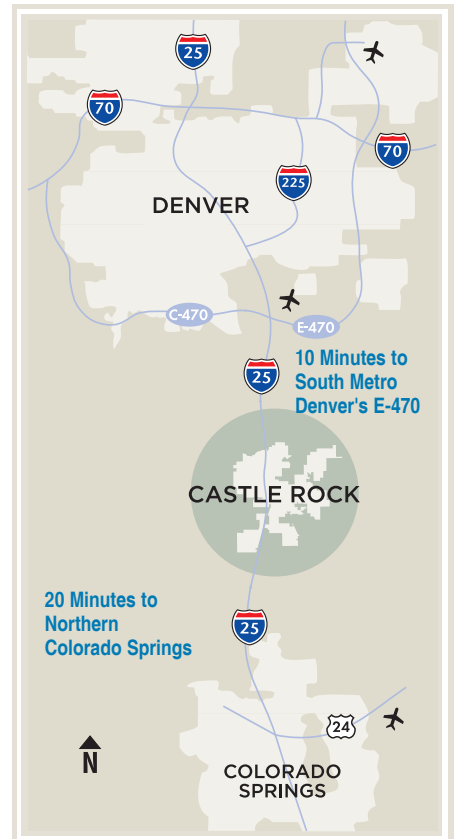 25
70
70
225
DENVER
C-470
E-470
25
10 Minutes to
South Metro
Denver's E-470
CASTLE ROCK
20 Minutes to
Northern
Colorado Springs
25
24
N
COLORADO
SPRINGS